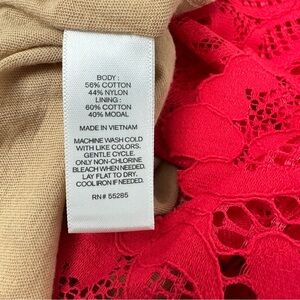 BODY :
56% COTTON
44% NYLON
LINING :
60% COTTON
40% MODAL
MADE IN VIETNAM
MACHINE WASH COLD
WITH LIKE COLORS.
GENTLE CYCLE.
ONLY NON-CHLORINE
BLEACH WHEN NEEDED.
LAY FLAT TO DRY.
COOL IRON IF NEEDED.
RN# 55285